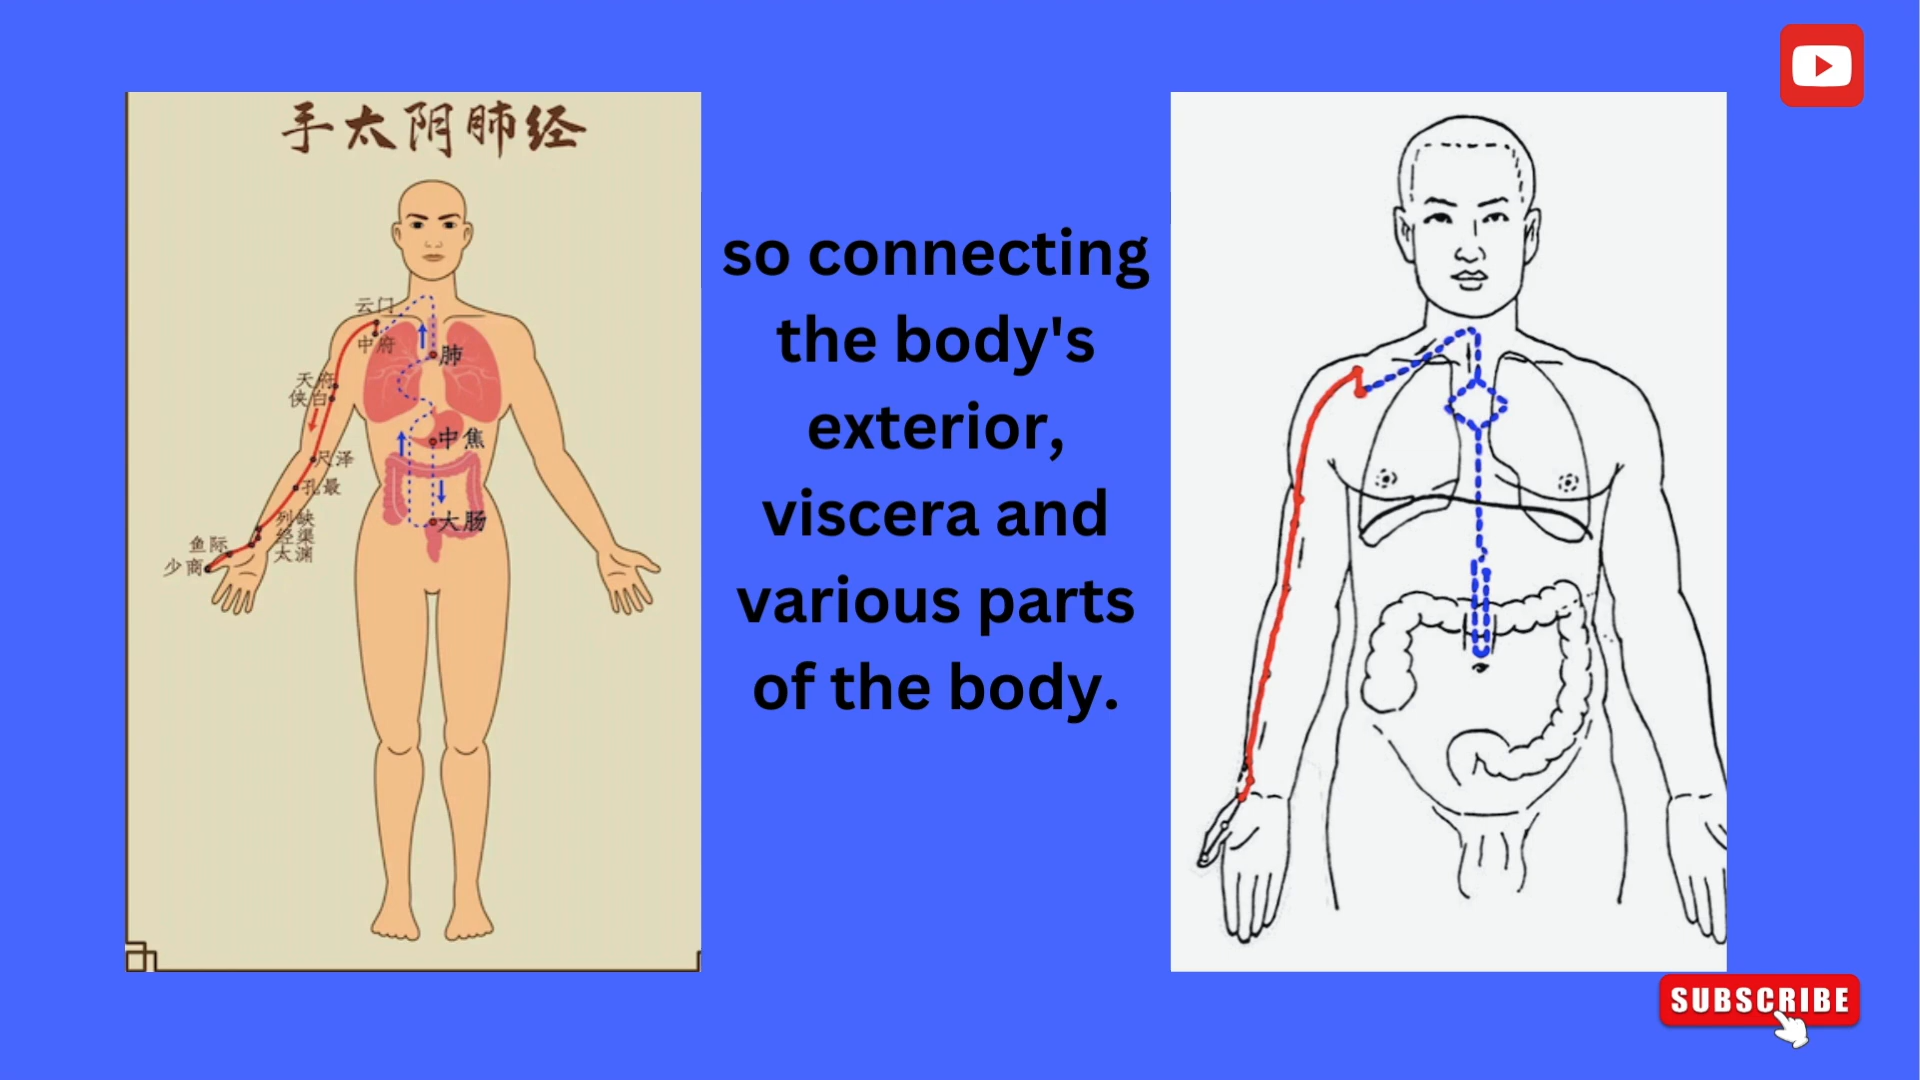 手太阴肺经
云门
中府
肺
天府
侠白
中焦
尺泽
孔最
大肠
列缺
经渠
太渊
鱼际
少商
so connecting
the body's
exterior,
viscera and
various parts
of the body.
SUBSCRIBE